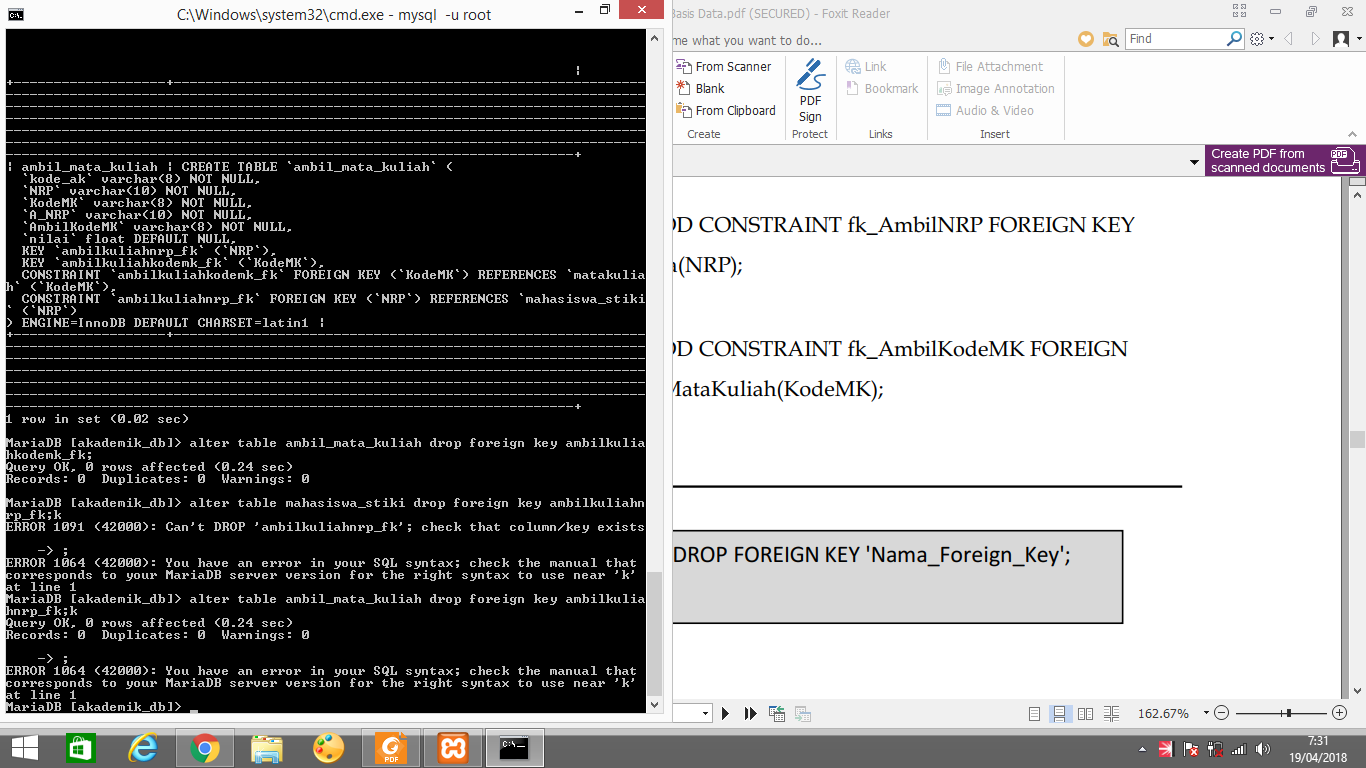 C:\Windows\system32\cmd.exe - mysql  -u root
| ambil_mata_kuliah | CREATE TABLE `ambil_mata_kuliah` (
`kode_ak` varchar(8) NOT NULL,
`NRP` varchar(10) NOT NULL,
`KodeMK` varchar(8) NOT NULL,
`A_NRP` varchar(10) NOT NULL,
`AmbilKodeMK` varchar(8) NOT NULL,
`nilai` float DEFAULT NULL,
KEY `ambilkuliahnrp_fk` (`NRP`),
KEY `ambilkuliahkodemk_fk` (`KodeMK`),
CONSTRAINT `ambilkuliahkodemk_fk` FOREIGN KEY (`KodeMK`) REFERENCES `matakulia
h` (`KodeMK`),
CONSTRAINT `ambilkuliahnrp_fk` FOREIGN KEY (`NRP`) REFERENCES `mahasiswa_stiki
` (`NRP`)
) ENGINE=InnoDB DEFAULT CHARSET=latin1 |
1 row in set (0.02 sec)
MariaDB [akademik_db]> alter table ambil_mata_kuliah drop foreign key ambilkulia
hkodemk_fk;
Query OK, 0 rows affected (0.24 sec)
Records: 0  Duplicates: 0  Warnings: 0
MariaDB [akademik_db]> alter table mahasiswa_stiki drop foreign key ambilkuliahn
rp_fk;k
ERROR 1091 (42000): Can't DROP 'ambilkuliahnrp_fk'; check that column/key exists
-> ;
ERROR 1064 (42000): You have an error in your SQL syntax; check the manual that
corresponds to your MariaDB server version for the right syntax to use near 'k'
at line 1
MariaDB [akademik_db]> alter table ambil_mata_kuliah drop foreign key ambilkulia
hnrp_fk;k
Query OK, 0 rows affected (0.24 sec)
Records: 0  Duplicates: 0  Warnings: 0
-> ;
ERROR 1064 (42000): You have an error in your SQL syntax; check the manual that
corresponds to your MariaDB server version for the right syntax to use near 'k'
at line 1
MariaDB [akademik_db]> _
Basis Data.pdf (SECURED) - Foxit Reader
me what you want to do...
Find
From Scanner
Blank
From Clipboard
Create
PDF
Sign
Protect
Link
Bookmark
Links
File Attachment
Image Annotation
Audio & Video
Insert
Create PDF from
scanned documents
PDF
DD CONSTRAINT fk_AmbilNRP FOREIGN KEY
a(NRP);
DD CONSTRAINT fk_AmbilKodeMK FOREIGN
MataKuliah(KodeMK);
DROP FOREIGN KEY 'Nama_Foreign_Key';
162.67%
PDF
7:31
19/04/2018